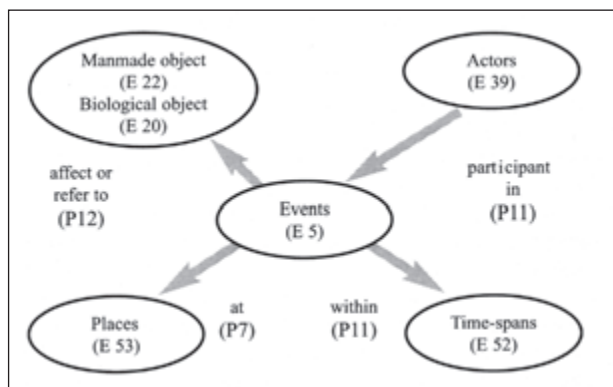 Manmade object
(E 22)
Biological object
(E 20)
Actors
(E 39)
affect or
refer to
(P12)
participant
in
(P11)
Events
(E 5)
Places
(E 53)
at
(P7)
within
(P11)
Time-spans
(E 52)